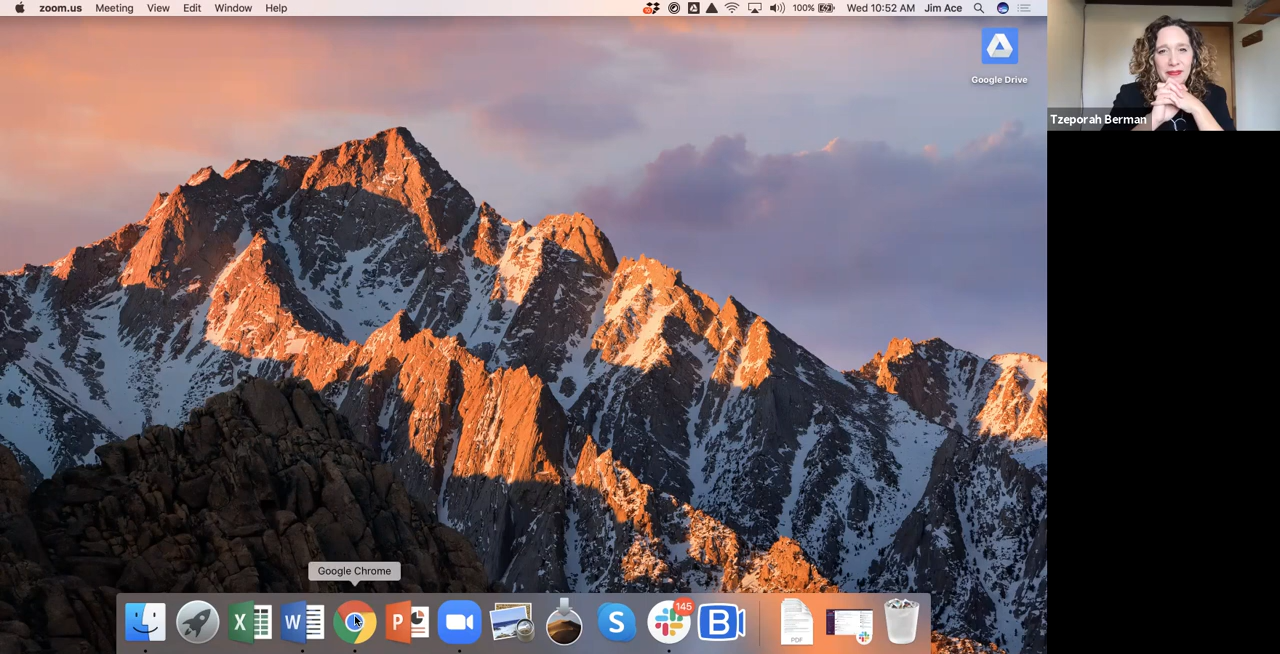 zoom.us Meeting View Edit Window Help 100% Wed 10:52 AM Jim Ace
Google Drive
Tzeporah Berman
Google Chrome
X W P S 145 B
PDF